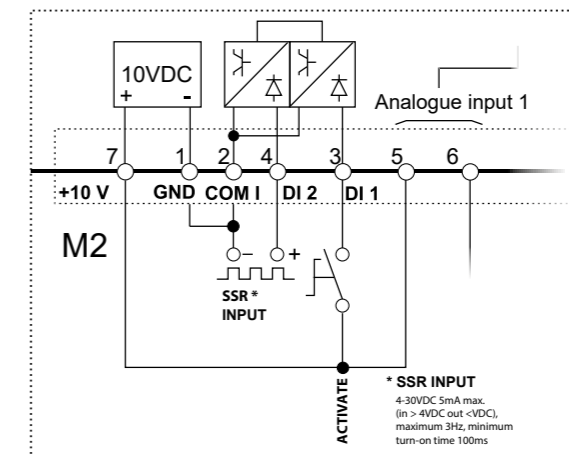 10VDC
+ -
Analogue input 1
7 1 2 4 3 5 6
+10 V GND COM I DI 2 DI 1
M2
- +
SSR *
INPUT
ACTIVATE
* SSR INPUT
4-30VDC 5mA max.
(in > 4VDC out <VDC),
maximum 3Hz, minimum
turn-on time 100ms